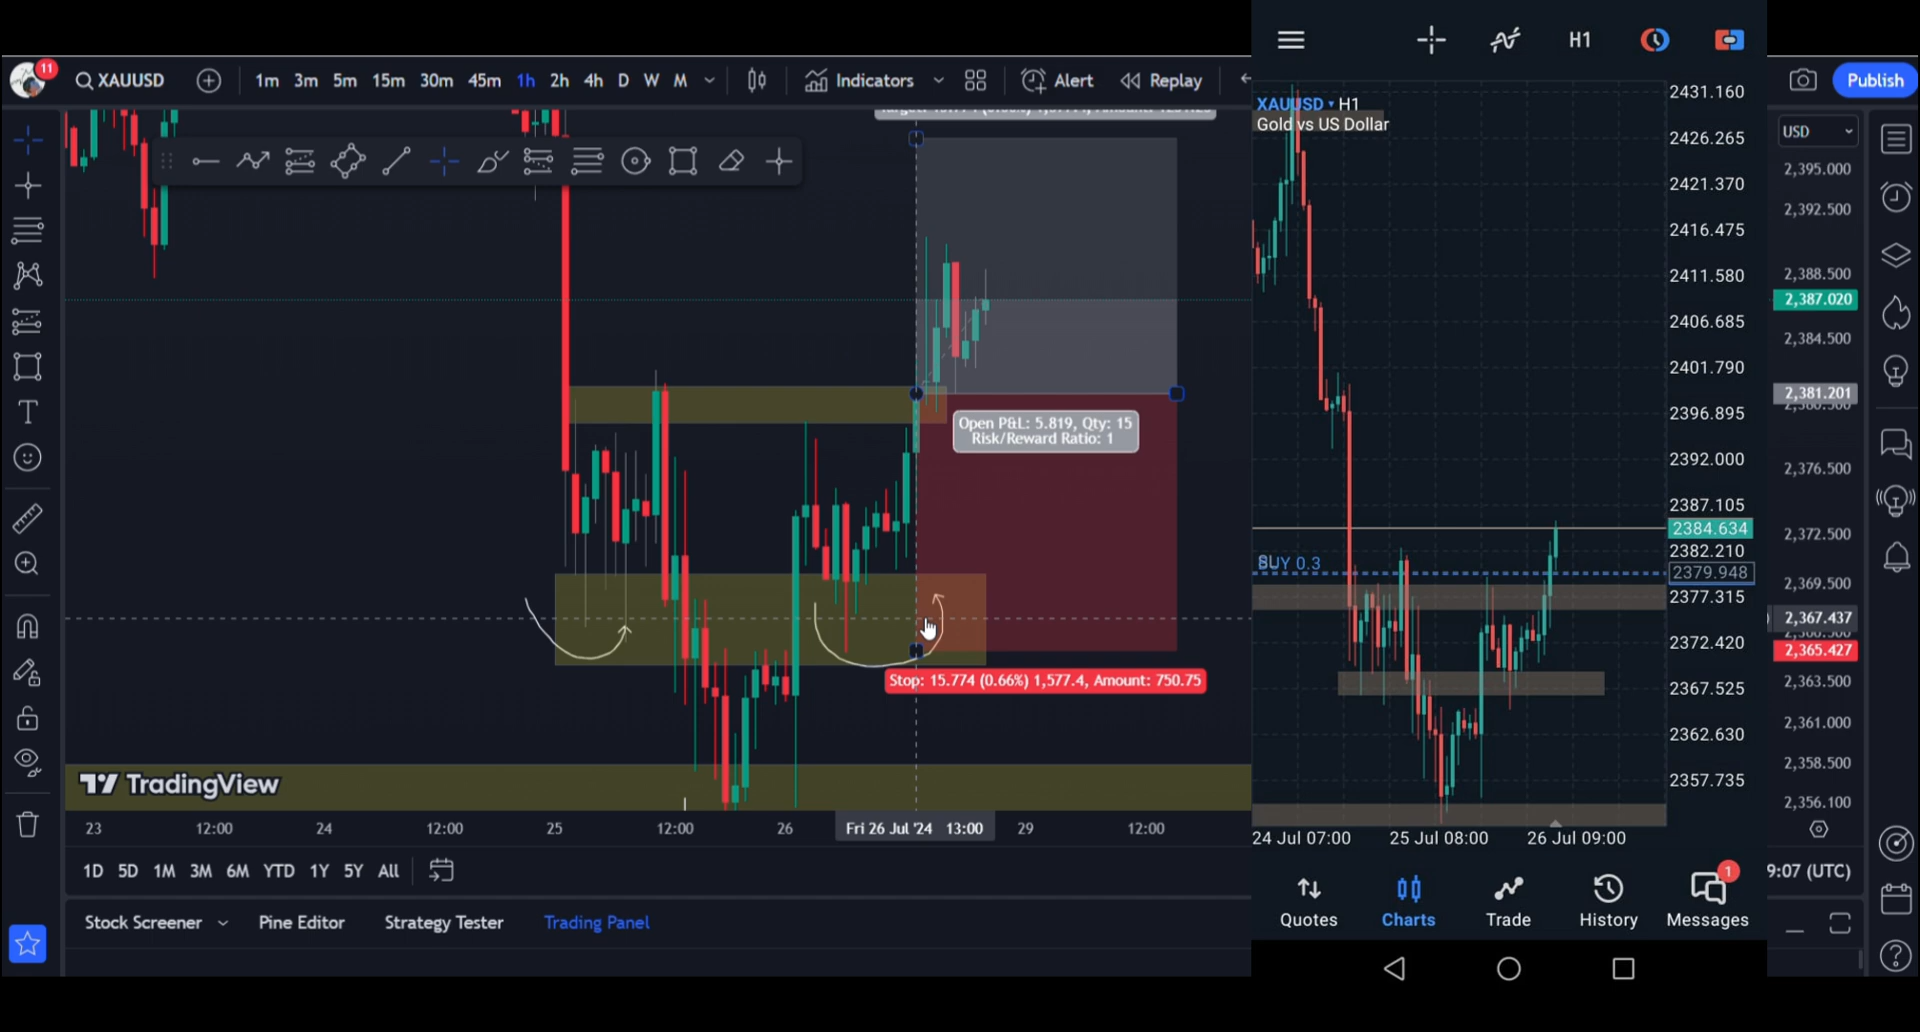 11
XAUUSD
1m 3m 5m 15m 30m 45m 1h 2h 4h D W M
Indicators
Alert
Replay
Publish
USD
2,395.000
2,392.500
2,388.500
2,387.020
2,384.500
2,381.201
2,376.500
2,372.500
2,369.500
2,367.437
2,365.427
2,363.500
2,361.000
2,358.500
2,356.100
Open P&L: 5.819, Qty: 15
Risk/Reward Ratio: 1
Stop: 15.774 (0.66%) 1,577.4, Amount: 750.75
TradingView
23 12:00 24 12:00 25 12:00 26 Fri 26 Jul '24 13:00 29 12:00
1D 5D 1M 3M 6M YTD 1Y 5Y All
9:07 (UTC)
Stock Screener Pine Editor Strategy Tester Trading Panel
H1
XAUUSD H1
Gold vs US Dollar
2431.160
2426.265
2421.370
2416.475
2411.580
2406.685
2401.790
2396.895
2392.000
2387.105
2384.634
2382.210
BUY 0.3
2379.948
2377.315
2372.420
2367.525
2362.630
2357.735
24 Jul 07:00 25 Jul 08:00 26 Jul 09:00
1
Quotes Charts Trade History Messages